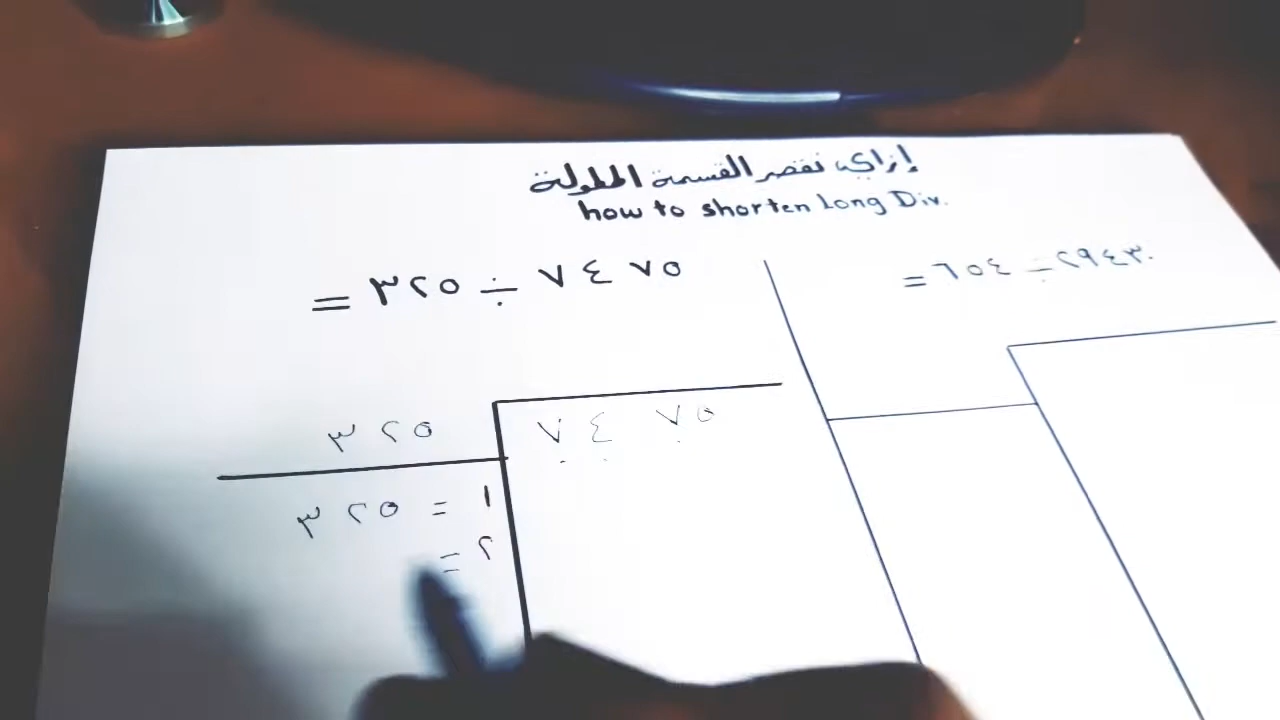 إزاي نقصر القسمة المطولة
how to shorten Long Div.
٢٩٤٣٠ ÷ ٦٥٤ =
٧٤٧٥ ÷ ٣٢٥ =
٧٤٧٥
٣٢٥
١ = ٣٢٥
٢ =